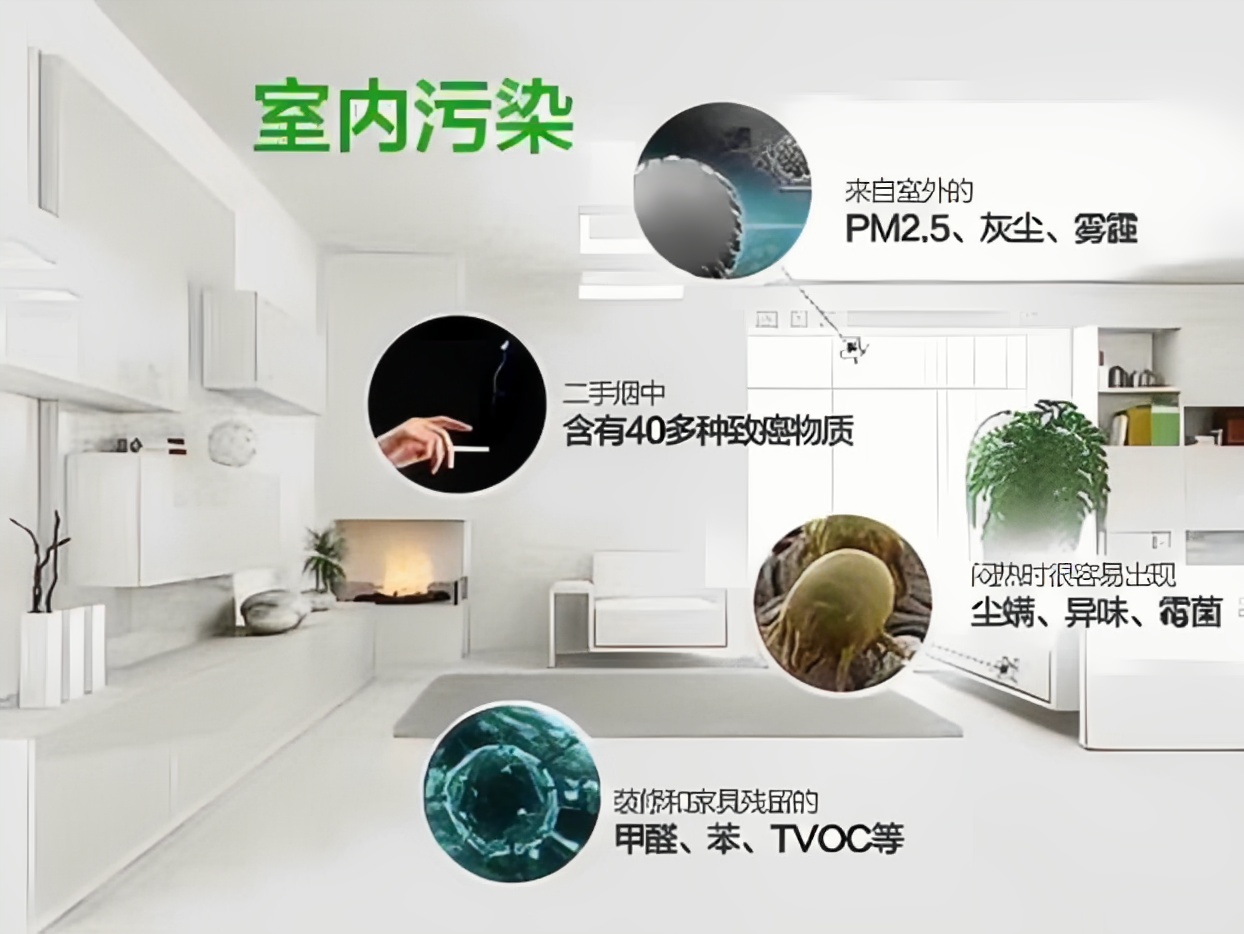 室内污染
来自室外的
PM2.5、灰尘、雾霾
二手烟中
含有40多种致癌物质
闷热时很容易出现
尘螨、异味、霉菌
装修和家具残留的
甲醛、苯、TVOC等